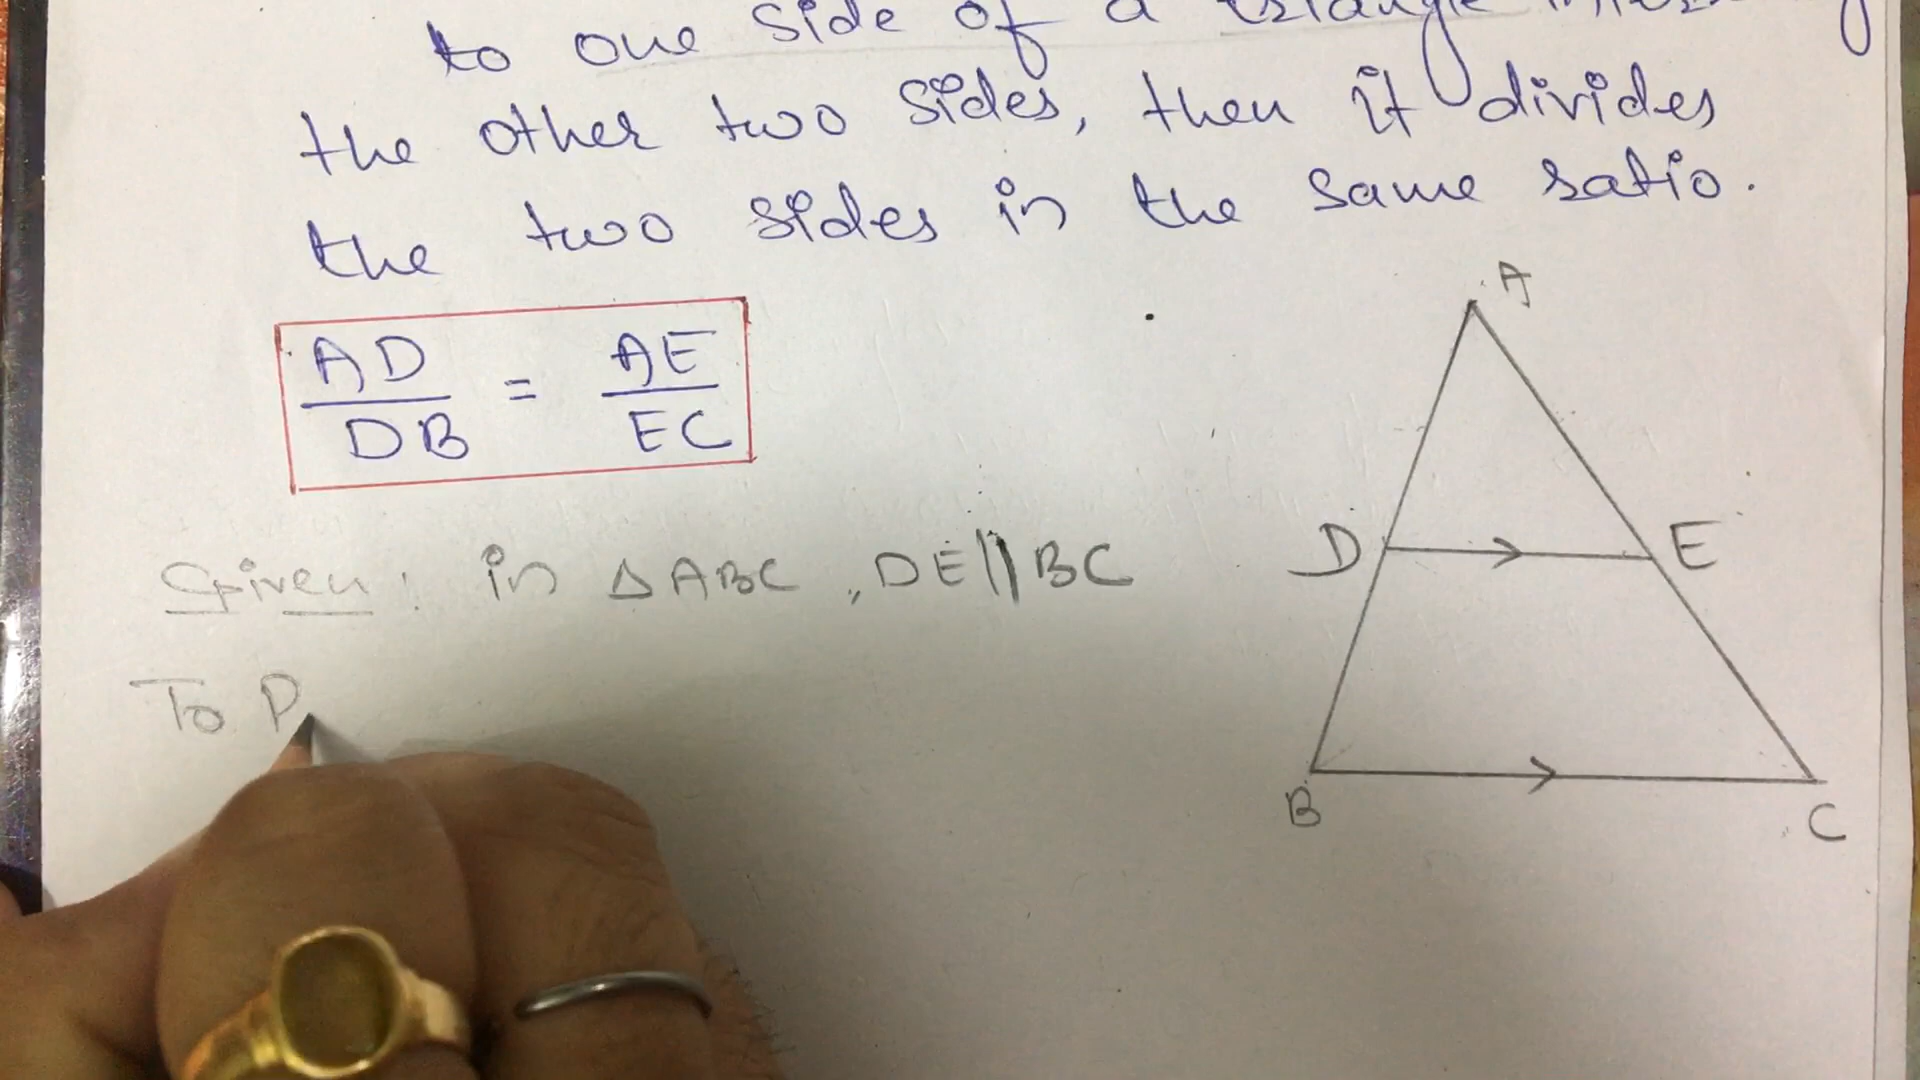 to one side of a triangle
the other two sides, then it divides
the two sides in the same ratio.
AD/DB = AE/EC
Given: in △ABC, DE||BC
To P
A
D
E
B
C